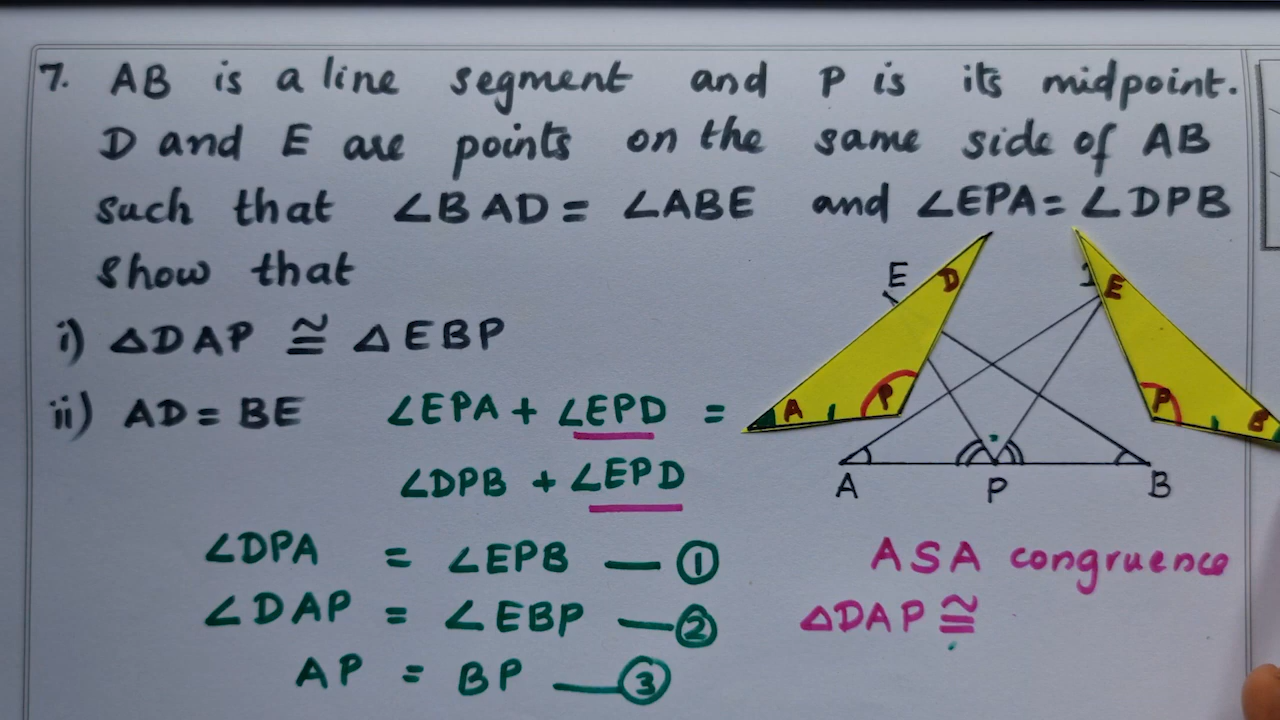 7. AB is a line segment and P is its midpoint.
D and E are points on the same side of AB
such that ∠BAD = ∠ABE and ∠EPA = ∠DPB
show that
i) △DAP ≅ △EBP
ii) AD = BE
∠EPA + ∠EPD =
∠DPB + ∠EPD
∠DPA = ∠EPB — ①
∠DAP = ∠EBP — ②
AP = BP — ③
E
D
A P
E
P B
A P B
ASA congruence
△DAP ≅